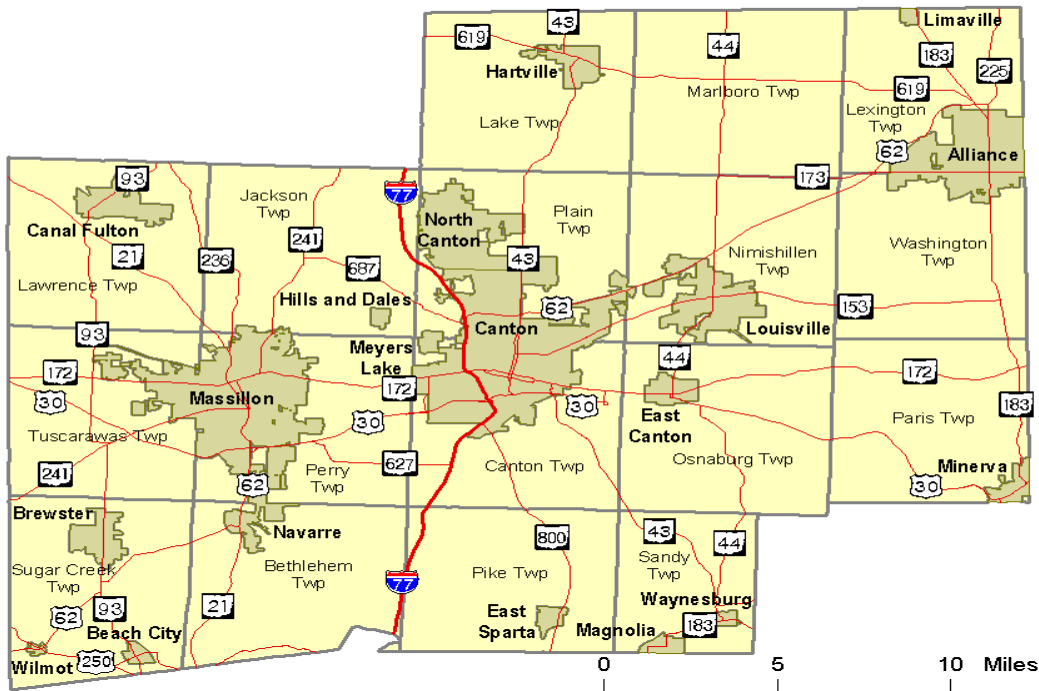 Limaville
43
619
44
183
Hartville
225
Marlboro Twp
619
Lexington
Twp
Lake Twp
62
Alliance
93
77
173
Jackson
Twp
North
Canton
Plain
Twp
Canal Fulton
241
Nimishillen
Twp
Washington
Twp
21
236
687
43
Lawrence Twp
Hills and Dales
62
153
Canton
Louisville
93
Meyers
Lake
44
172
172
172
30
Massillon
30
30
183
East
Canton
Paris Twp
Tuscarawas Twp
241
Perry
Twp
627
Canton Twp
Osnaburg Twp
Minerva
62
30
Brewster
Navarre
800
43
44
Sugar Creek
Twp
Bethlehem
Twp
77
Pike Twp
Sandy
Twp
62
93
21
East
Sparta
Waynesburg
Beach City
Magnolia
183
Wilmot
250
0 5 10 Miles